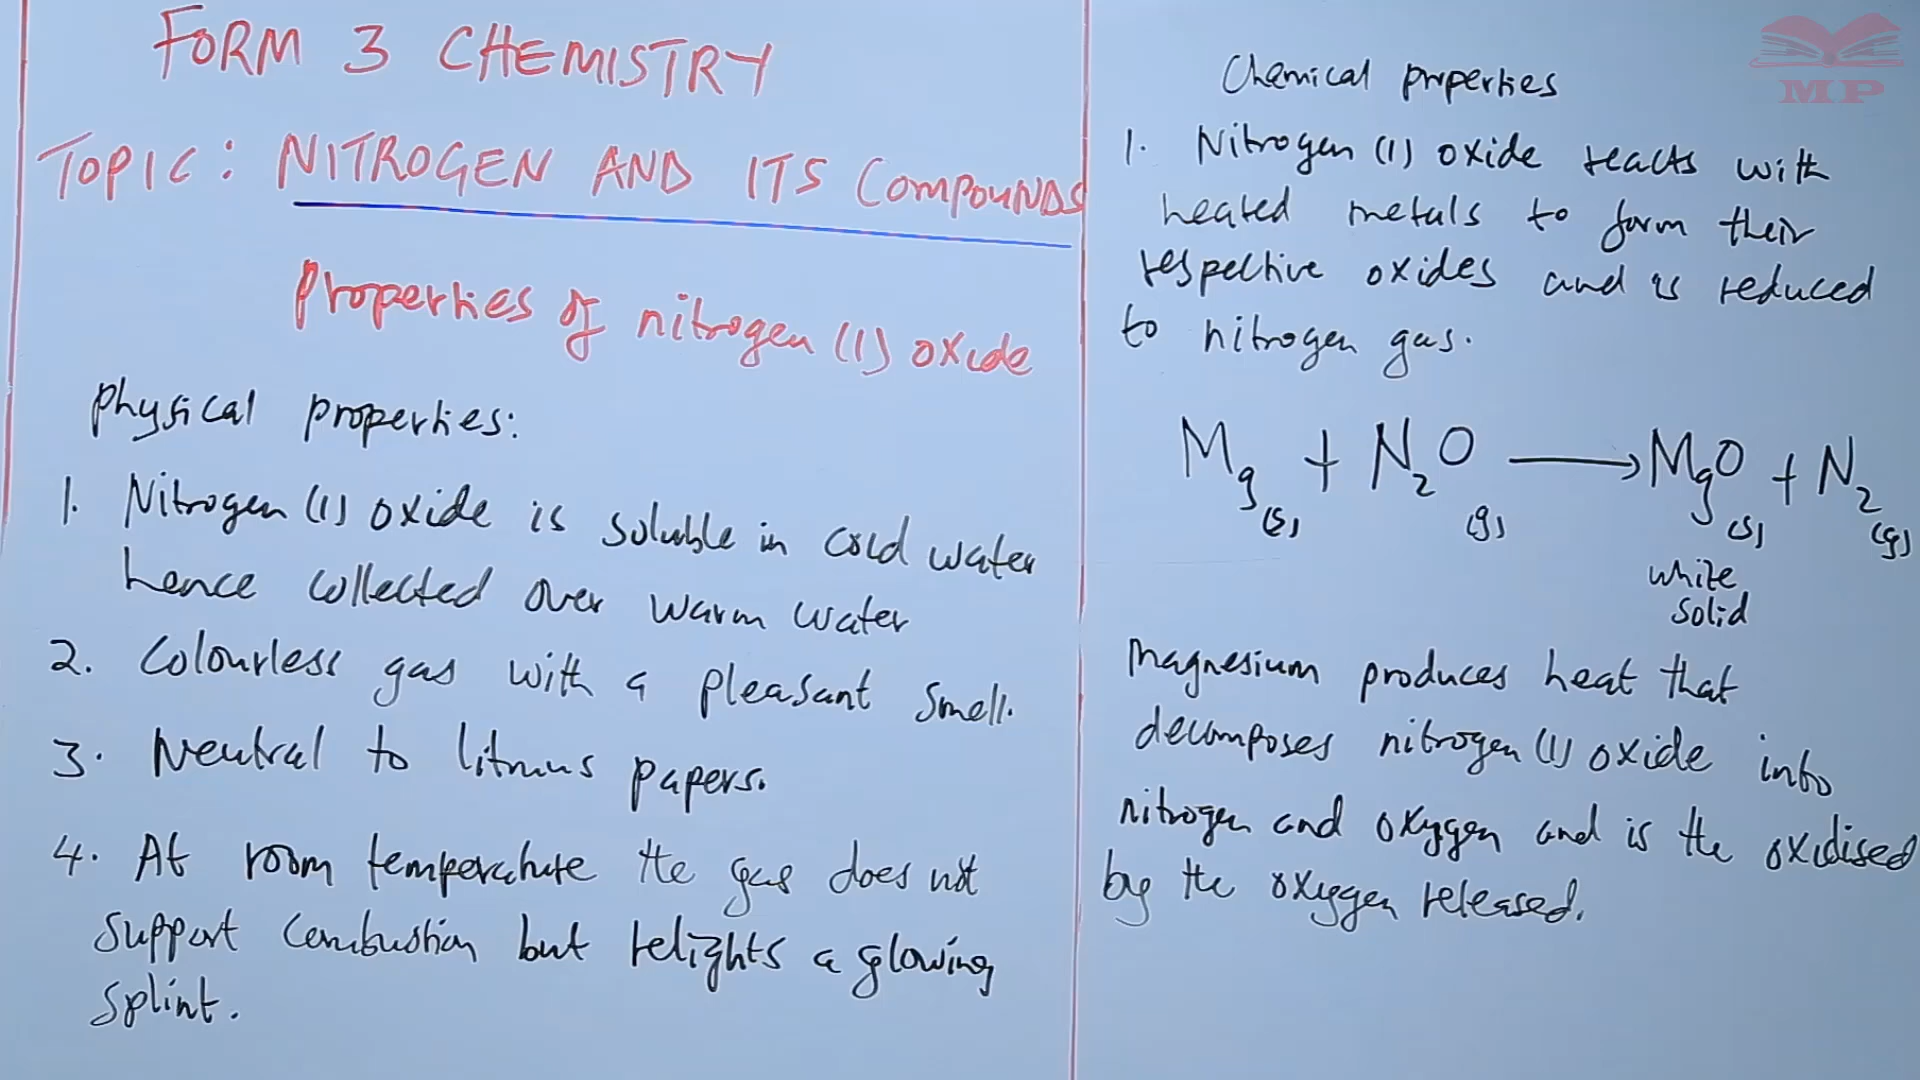 FORM 3 CHEMISTRY
TOPIC: NITROGEN AND ITS COMPOUNDS
Properties of nitrogen (I) oxide
Physical properties:
1. Nitrogen (I) oxide is soluble in cold water
hence collected over warm water
2. Colourless gas with a pleasant smell.
3. Neutral to litmus papers.
4. At room temperature the gas does not
support combustion but relights a glowing
splint.
Chemical properties
1. Nitrogen (I) oxide reacts with
heated metals to form their
respective oxides and is reduced
to nitrogen gas.
Mg(s) + N2O(g) → MgO(s) + N2(g)
white
solid
Magnesium produces heat that
decomposes nitrogen (I) oxide into
nitrogen and oxygen and is the oxidised
by the oxygen released.
MP